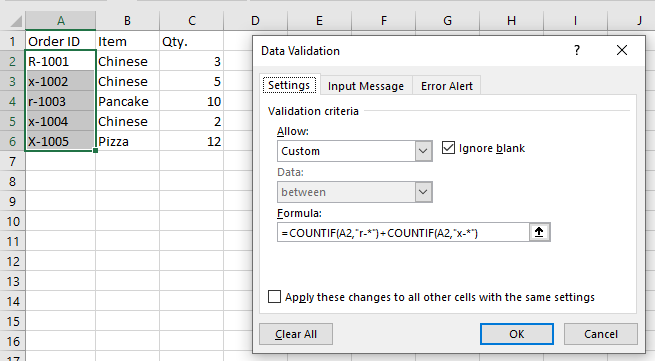 A B C D E F G H I J
1 Order ID Item Qty.
2 R-1001 Chinese 3
3 x-1002 Chinese 5
4 r-1003 Pancake 10
5 x-1004 Chinese 2
6 X-1005 Pizza 12
7
8
9
10
11
12
13
14
15
16
17
Data Validation ?
Settings Input Message Error Alert
Validation criteria
Allow:
Custom Ignore blank
Data:
between
Formula:
=COUNTIF(A2,"r-*")+COUNTIF(A2,"x-*")
Apply these changes to all other cells with the same settings
Clear All OK Cancel